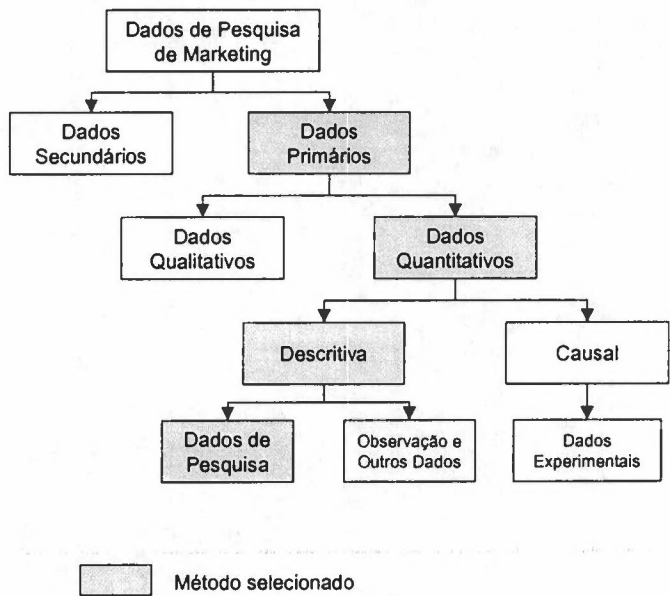 Dados de Pesquisa
de Marketing
Dados
Secundários
Dados
Primários
Dados
Qualitativos
Dados
Quantitativos
Descritiva
Causal
Dados de
Pesquisa
Observação e
Outros Dados
Dados
Experimentais
Método selecionado